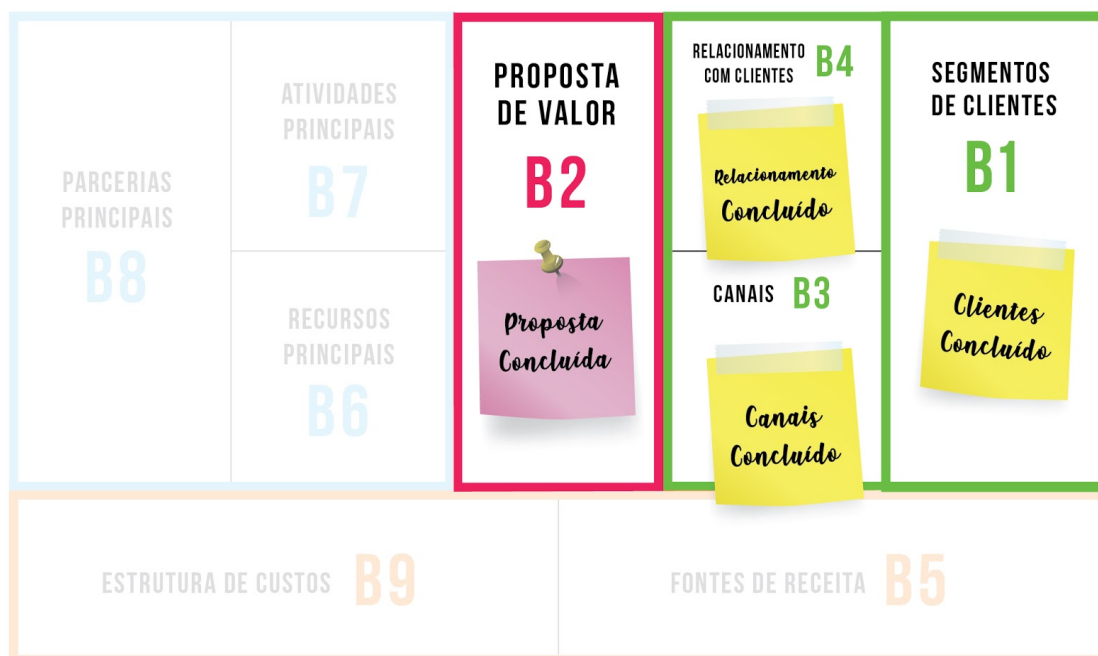 PARCERIAS
PRINCIPAIS
B8
ATIVIDADES
PRINCIPAIS
B7
RECURSOS
PRINCIPAIS
B6
PROPOSTA
DE VALOR
B2
Proposta
Concluída
RELACIONAMENTO
COM CLIENTES B4
Relacionamento
Concluído
CANAIS B3
Canais
Concluído
SEGMENTOS
DE CLIENTES
B1
Clientes
Concluído
ESTRUTURA DE CUSTOS B9
FONTES DE RECEITA B5